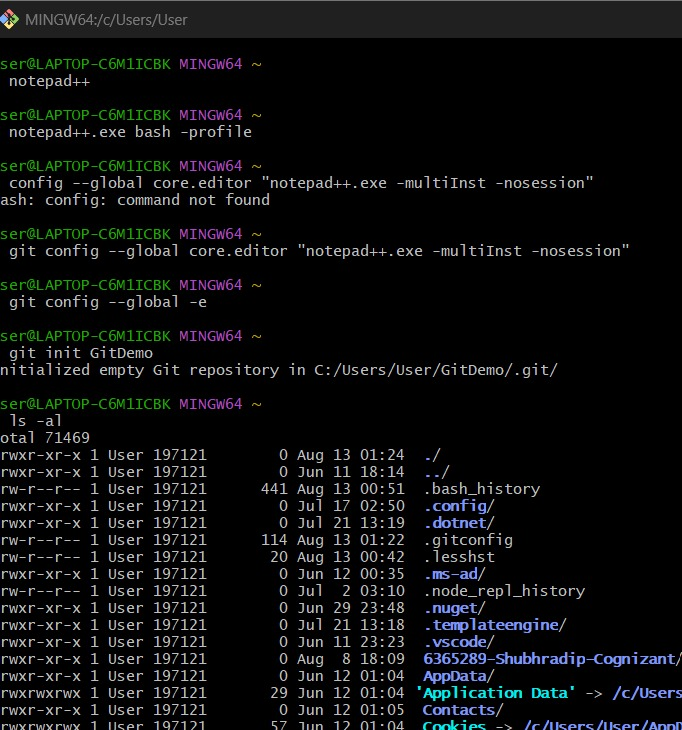 MINGW64:/c/Users/User
ser@LAPTOP-C6M1ICBK MINGW64 ~
notepad++
ser@LAPTOP-C6M1ICBK MINGW64 ~
notepad++.exe bash -profile
ser@LAPTOP-C6M1ICBK MINGW64 ~
config --global core.editor "notepad++.exe -multiInst -nosession"
ash: config: command not found
ser@LAPTOP-C6M1ICBK MINGW64 ~
git config --global core.editor "notepad++.exe -multiInst -nosession"
ser@LAPTOP-C6M1ICBK MINGW64 ~
git config --global -e
ser@LAPTOP-C6M1ICBK MINGW64 ~
git init GitDemo
nitialized empty Git repository in C:/Users/User/GitDemo/.git/
ser@LAPTOP-C6M1ICBK MINGW64 ~
ls -al
otal 71469
rwxr-xr-x 1 User 197121 0 Aug 13 01:24 ./
rwxr-xr-x 1 User 197121 0 Jun 11 18:14 ../
rw-r--r-- 1 User 197121 441 Aug 13 00:51 .bash_history
rwxr-xr-x 1 User 197121 0 Jul 17 02:50 .config/
rwxr-xr-x 1 User 197121 0 Jul 21 13:19 .dotnet/
rw-r--r-- 1 User 197121 114 Aug 13 01:22 .gitconfig
rw-r--r-- 1 User 197121 20 Aug 13 00:42 .lesshst
rwxr-xr-x 1 User 197121 0 Jun 12 00:35 .ms-ad/
rw-r--r-- 1 User 197121 0 Jul 2 03:10 .node_repl_history
rwxr-xr-x 1 User 197121 0 Jun 29 23:48 .nuget/
rwxr-xr-x 1 User 197121 0 Jul 21 13:18 .templateengine/
rwxr-xr-x 1 User 197121 0 Jun 11 23:23 .vscode/
rwxr-xr-x 1 User 197121 0 Aug 8 18:09 6365289-Shubhradip-Cognizant/
rwxr-xr-x 1 User 197121 0 Jun 12 01:04 AppData/
rwxrwxrwx 1 User 197121 29 Jun 12 01:04 'Application Data' -> /c/Users
rwxr-xr-x 1 User 197121 0 Jun 12 01:05 Contacts/
rwxrwxrwx 1 User 197121 57 Jun 12 01:04 Cookies -> /c/Users/User/AppD